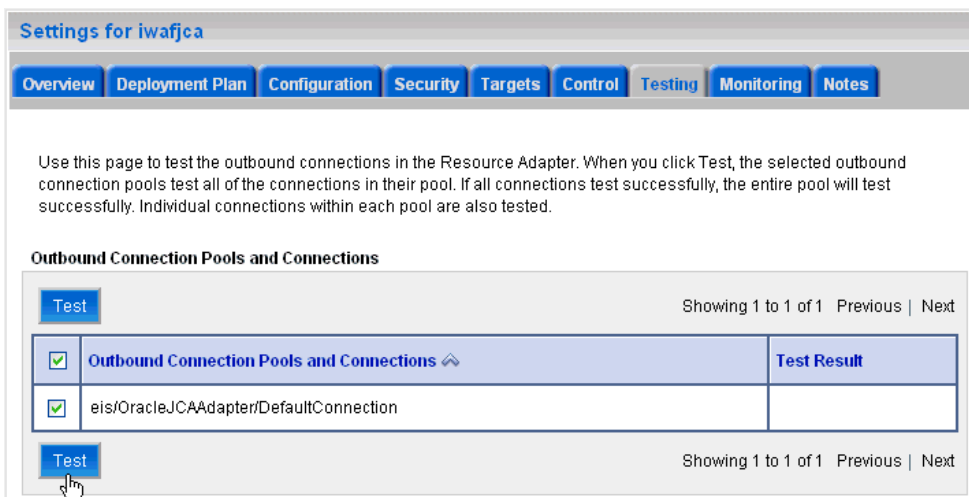 Settings for iwafjca
Overview Deployment Plan Configuration Security Targets Control Testing Monitoring Notes
Use this page to test the outbound connections in the Resource Adapter. When you click Test, the selected outbound
connection pools test all of the connections in their pool. If all connections test successfully, the entire pool will test
successfully. Individual connections within each pool are also tested.
Outbound Connection Pools and Connections
Test Showing 1 to 1 of 1 Previous | Next
Outbound Connection Pools and Connections Test Result
eis/OracleJCAAdapter/DefaultConnection
Test Showing 1 to 1 of 1 Previous | Next